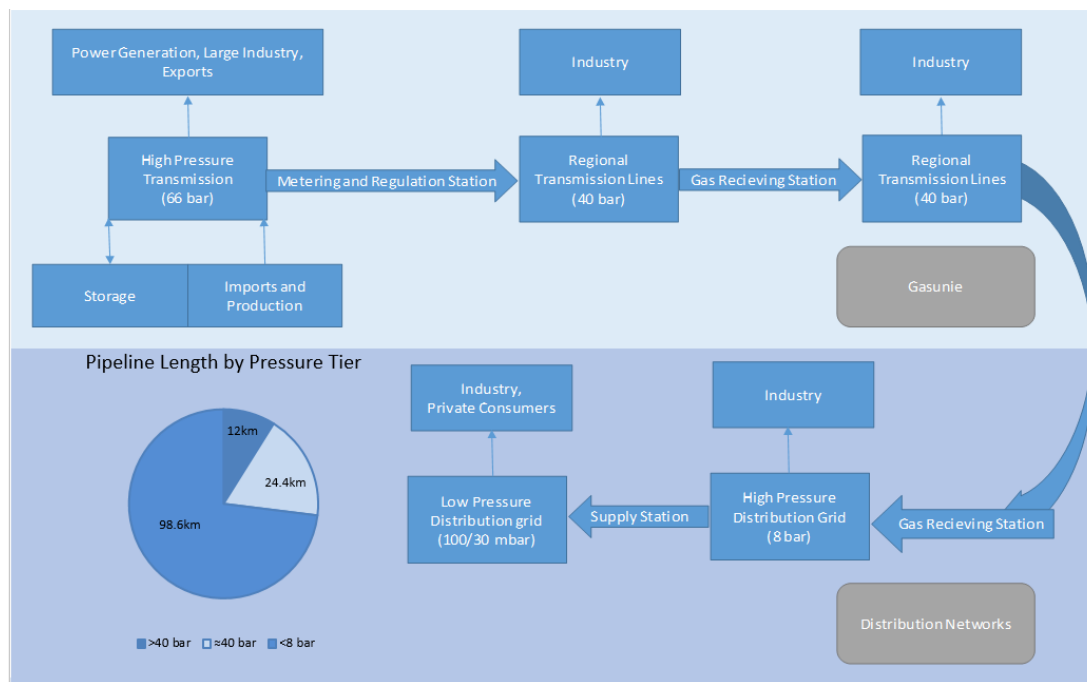 Power Generation, Large Industry,
Exports
Industry
Industry
High Pressure
Transmission
(66 bar)
Metering and Regulation Station
Regional
Transmission Lines
(40 bar)
Gas Recieving Station
Regional
Transmission Lines
(40 bar)
Storage
Imports and
Production
Gasunie
Pipeline Length by Pressure Tier
12km
24.4km
98.6km
>40 bar
≈40 bar
<8 bar
Industry,
Private Consumers
Industry
Low Pressure
Distribution grid
(100/30 mbar)
Supply Station
High Pressure
Distribution Grid
(8 bar)
Gas Recieving Station
Distribution Networks